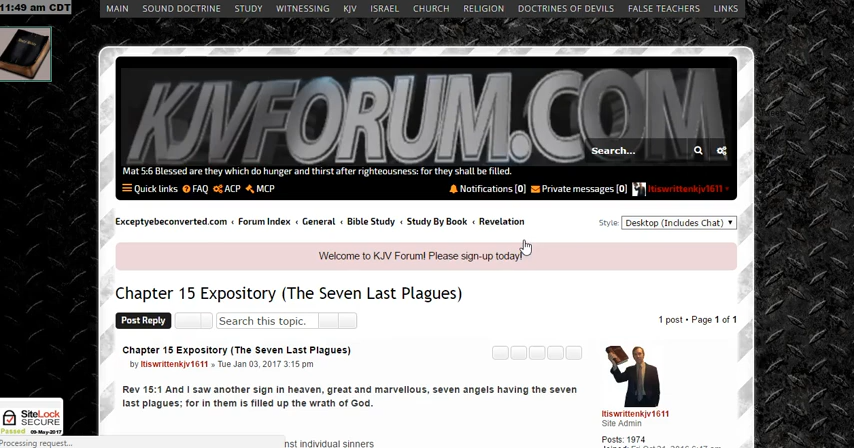 11:49 am CDT
MAIN SOUND DOCTRINE STUDY WITNESSING KJV ISRAEL CHURCH RELIGION DOCTRINES OF DEVILS FALSE TEACHERS LINKS
KJVFORUM.COM
Search...
Mat 5:6 Blessed are they which do hunger and thirst after righteousness: for they shall be filled.
Quick links FAQ ACP MCP Notifications [0] Private messages [0] Itiswrittenkjv1611
Exceptyebeconverted.com ‹ Forum Index ‹ General ‹ Bible Study ‹ Study By Book ‹ Revelation Style: Desktop (Includes Chat)
Welcome to KJV Forum! Please sign-up today!
Chapter 15 Expository (The Seven Last Plagues)
Post Reply Search this topic. 1 post • Page 1 of 1
Chapter 15 Expository (The Seven Last Plagues)
by Itiswrittenkjv1611 » Tue Jan 03, 2017 3:15 pm
Rev 15:1 And I saw another sign in heaven, great and marvellous, seven angels having the seven
last plagues; for in them is filled up the wrath of God.
Itiswrittenkjv1611
Site Admin
Posts: 1974
SiteLock
SECURE
Passed 09-May-2017
Processing request...
nst individual sinners